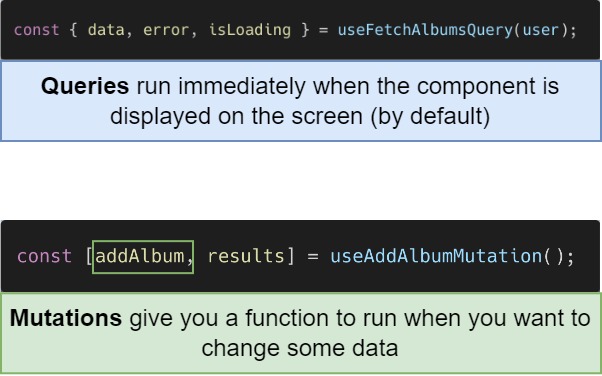 const { data, error, isLoading } = useFetchAlbumsQuery(user);
Queries run immediately when the component is
displayed on the screen (by default)
const [addAlbum, results] = useAddAlbumMutation();
Mutations give you a function to run when you want to
change some data